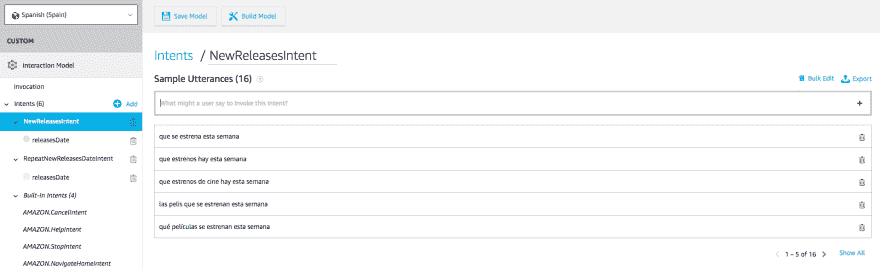 Spanish (Spain)
Save Model
Build Model
CUSTOM
Interaction Model
Invocation
Intents (6)
Add
NewReleasesIntent
releasesDate
RepeatNewReleasesDateIntent
releasesDate
Built-In Intents (4)
AMAZON.CancelIntent
AMAZON.HelpIntent
AMAZON.StopIntent
AMAZON.NavigateHomeIntent
Intents / NewReleasesIntent
Sample Utterances (16)
Bulk Edit
Export
What might a user say to invoke this intent?
que se estrena esta semana
que estrenos hay esta semana
que estrenos de cine hay esta semana
las pelis que se estrenan esta semana
qué películas se estrenan esta semana
1 – 5 of 16
Show All